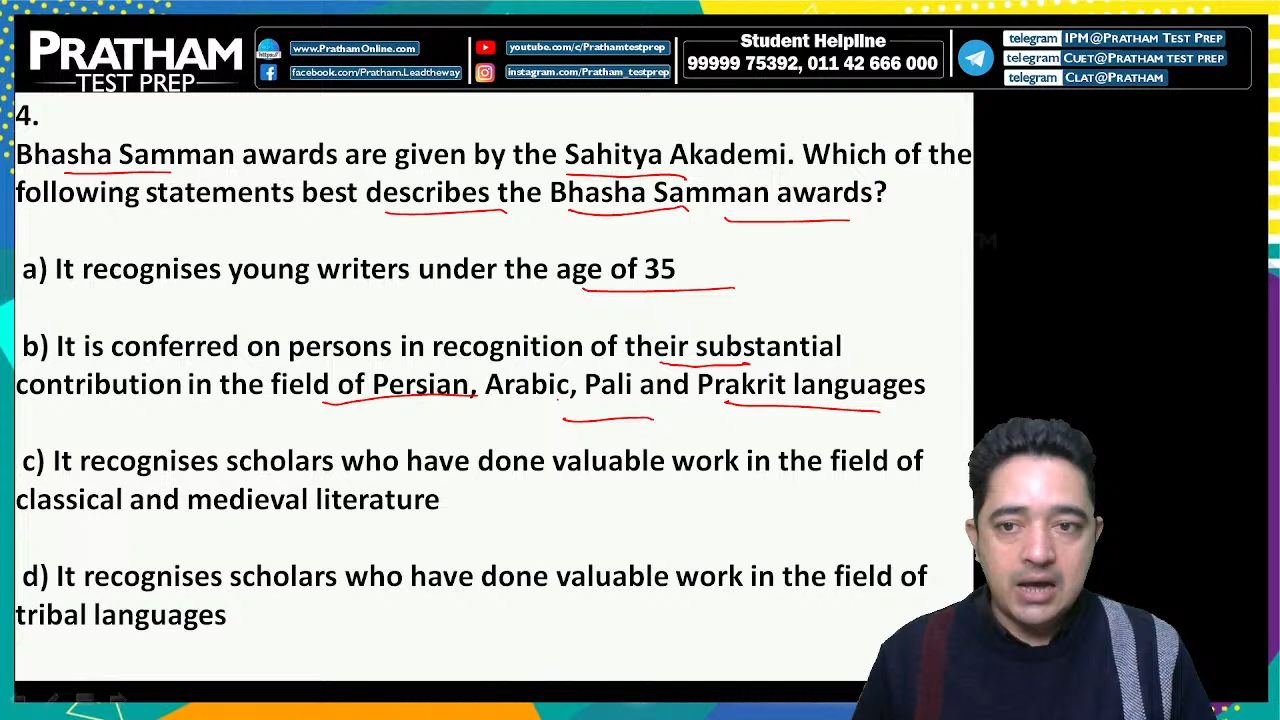 PRATHAM
TEST PREP
https://
www.PrathamOnline.com
facebook.com/Pratham.Leadtheway
youtube.com/c/Prathamtestprep
instagram.com/Pratham_testprep
Student Helpline
99999 75392, 011 42 666 000
telegram IPM@PRATHAM TEST PREP
telegram CUET@PRATHAM TEST PREP
telegram CLAT@PRATHAM
4.
Bhasha Samman awards are given by the Sahitya Akademi. Which of the
following statements best describes the Bhasha Samman awards?
a) It recognises young writers under the age of 35
b) It is conferred on persons in recognition of their substantial
contribution in the field of Persian, Arabic, Pali and Prakrit languages
c) It recognises scholars who have done valuable work in the field of
classical and medieval literature
d) It recognises scholars who have done valuable work in the field of
tribal languages